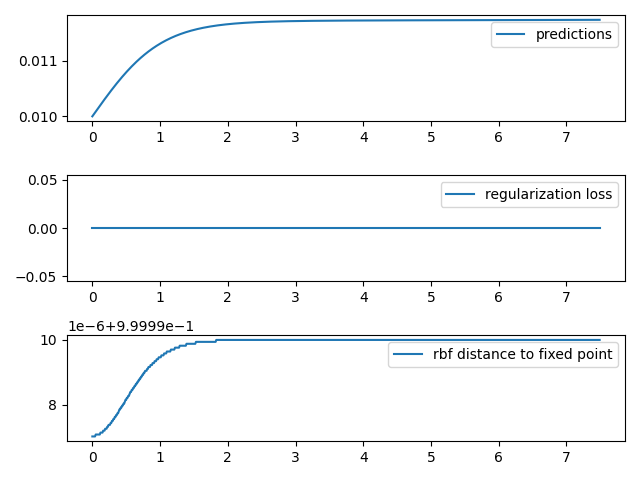 predictions
0.011
0.010
0 1 2 3 4 5 6 7
0.05
regularization loss
0.00
−0.05
0 1 2 3 4 5 6 7
1e-6+9.9999e-1
10
rbf distance to fixed point
8
0 1 2 3 4 5 6 7